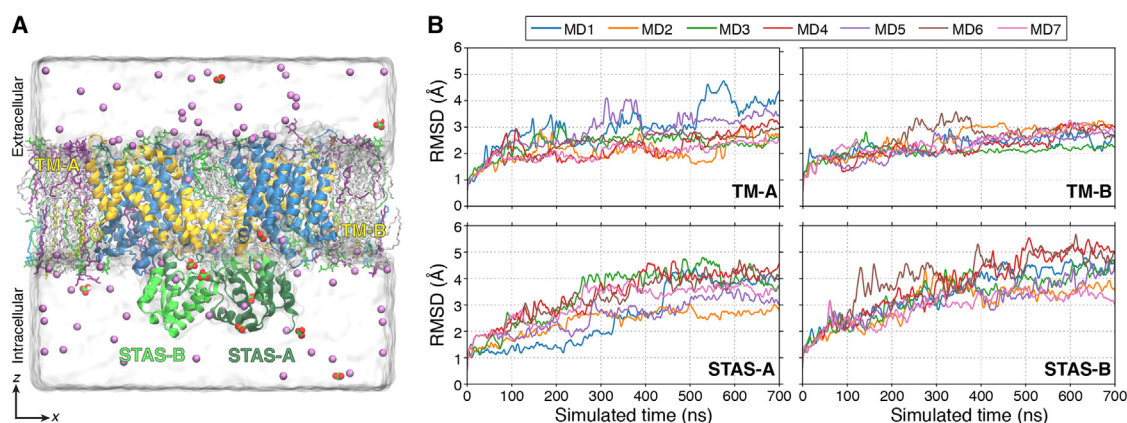 A
Extracellular
Intracellular
TM-A
TM-B
STAS-B
STAS-A
z
x
B
MD1 MD2 MD3 MD4 MD5 MD6 MD7
RMSD (Å)
6
5
4
3
2
1
0
TM-A
TM-B
RMSD (Å)
6
5
4
3
2
1
0
STAS-A
STAS-B
0 100 200 300 400 500 600 700
0 100 200 300 400 500 600 700
Simulated time (ns)
Simulated time (ns)